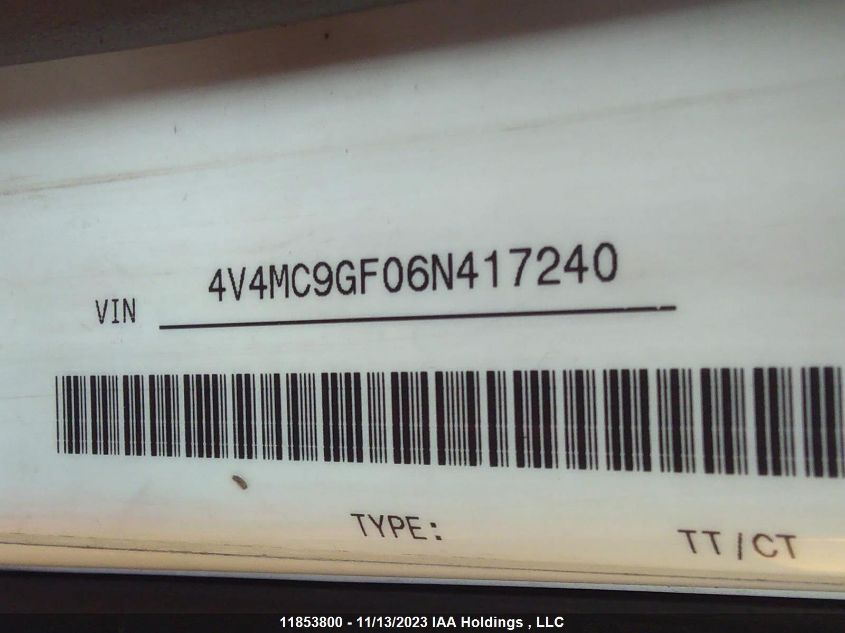 VIN 4V4MC9GF06N417240
TYPE: TT/CT
11853800 - 11/13/2023 IAA Holdings , LLC